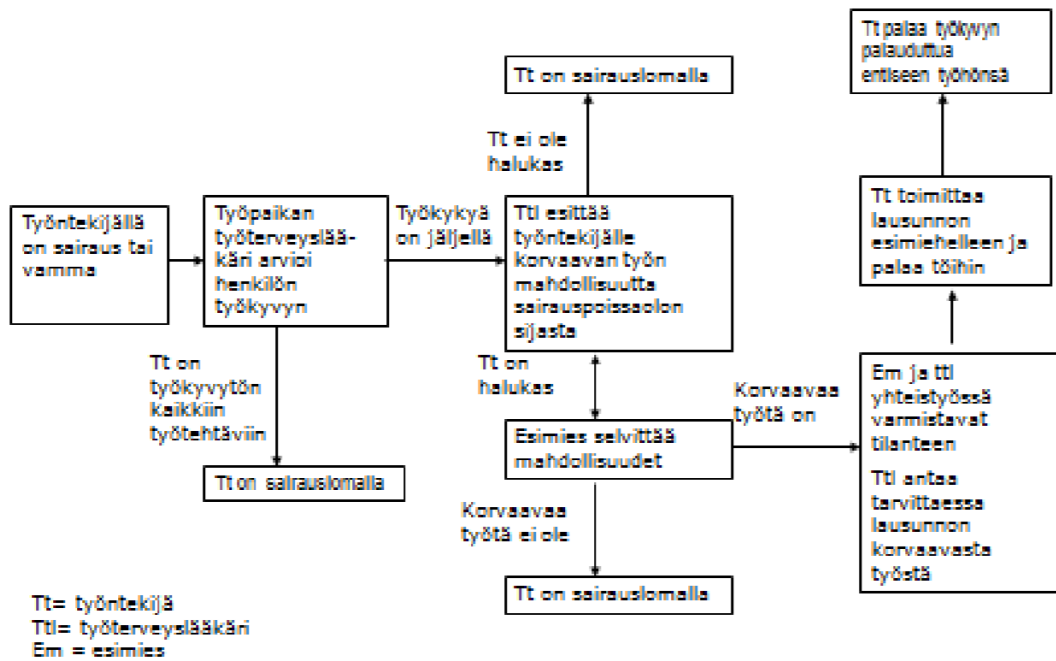 Työntekijällä
on sairaus tai
vamma
Työpaikan
työterveyslää-
käri arvioi
henkilön
työkyvyn
Tt on
työkyvytön
kaikkiin
työtehtäviin
Tt on sairauslomalla
Työkykyä
on jäljellä
Ttl esittää
työntekijälle
korvaavan työn
mahdollisuutta
sairauspoissaolon
sijasta
Tt ei ole
halukas
Tt on sairauslomalla
Tt on
halukas
Esimies selvittää
mahdollisuudet
Korvaavaa
työtä ei ole
Tt on sairauslomalla
Korvaavaa
työtä on
Em ja ttl
yhteistyössä
varmistavat
tilanteen
Ttl antaa
tarvittaessa
lausunnon
korvaavasta
työstä
Tt toimittaa
lausunnon
esimiehelleen ja
palaa töihin
Tt palaa työkyvyn
palauduttua
entiseen työhönsä
Tt= työntekijä
Ttl= työterveyslääkäri
Em = esimies